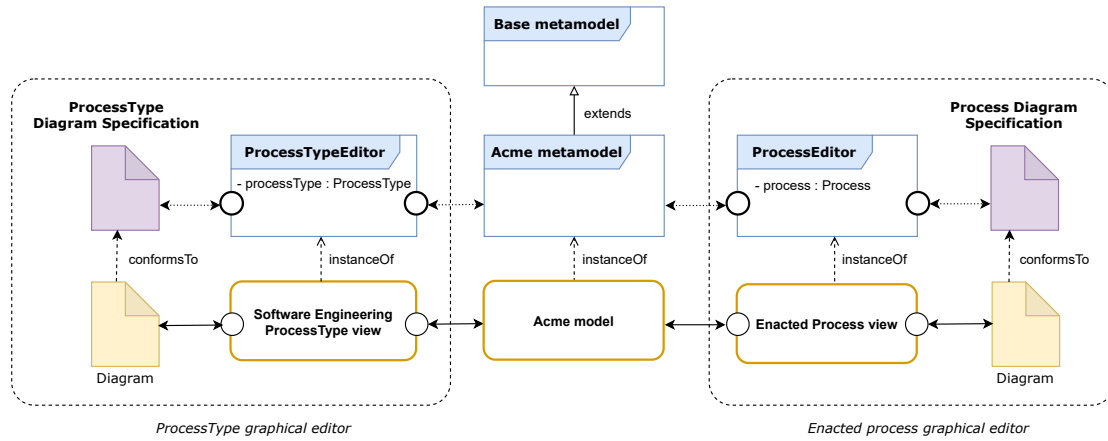 Base metamodel
extends
ProcessType
Diagram Specification
ProcessTypeEditor
- processType : ProcessType
Acme metamodel
ProcessEditor
- process : Process
Process Diagram
Specification
conformsTo
instanceOf
instanceOf
instanceOf
conformsTo
Software Engineering
ProcessType view
Acme model
Enacted Process view
Diagram
Diagram
ProcessType graphical editor
Enacted process graphical editor